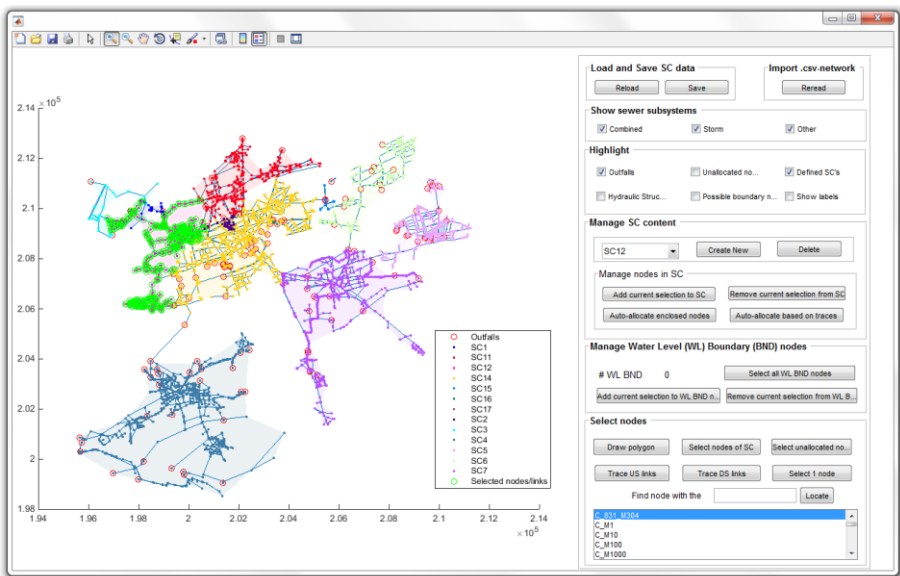 Load and Save SC data
Import .csv-network
Reload
Save
Reread
Show sewer subsystems
Combined
Storm
Other
Highlight
Outfalls
Unallocated no...
Defined SC's
Hydraulic Struc...
Possible boundary n...
Show labels
Manage SC content
SC12
Create New
Delete
Manage nodes in SC
Add current selection to SC
Remove current selection from SC
Auto-allocate enclosed nodes
Auto-allocate based on traces
Manage Water Level (WL) Boundary (BND) nodes
# WL BND 0
Select all WL BND nodes
Add current selection to WL BND n...
Remove current selection from WL B...
Select nodes
Draw polygon
Select nodes of SC
Select unallocated no...
Trace US links
Trace DS links
Select 1 node
Find node with the
Locate
C_831_M304
C_M1
C_M10
C_M100
C_M1000
×10⁵
2.14
2.12
2.1
2.08
2.06
2.04
2.02
2
1.98
1.94
1.96
1.98
2
2.02
2.04
2.06
2.08
2.1
2.12
2.14
×10⁵
Outfalls
SC1
SC11
SC12
SC14
SC15
SC16
SC17
SC2
SC3
SC4
SC5
SC6
SC7
Selected nodes/links